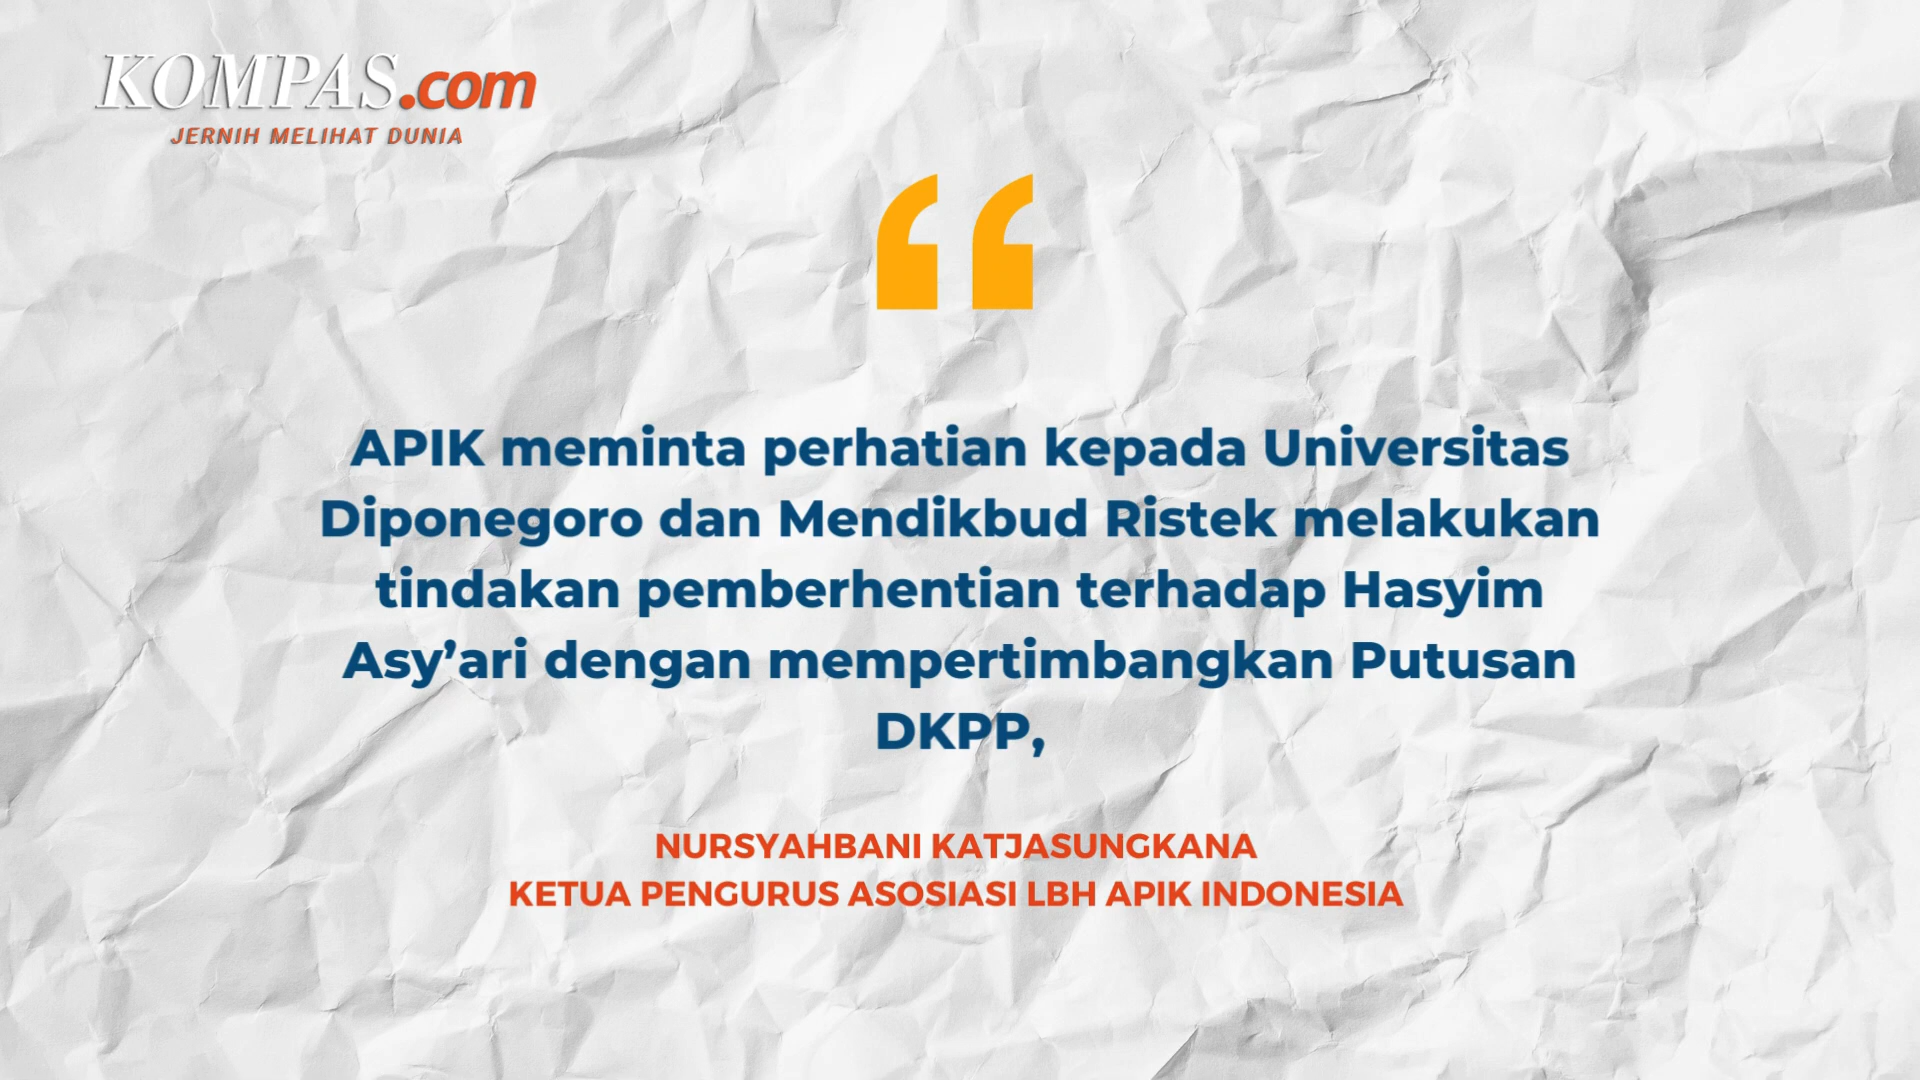 KOMPAS.com
JERNIH MELIHAT DUNIA
“
APIK meminta perhatian kepada Universitas
Diponegoro dan Mendikbud Ristek melakukan
tindakan pemberhentian terhadap Hasyim
Asy’ari dengan mempertimbangkan Putusan
DKPP,
NURSYAHBANI KATJASUNGKANA
KETUA PENGURUS ASOSIASI LBH APIK INDONESIA